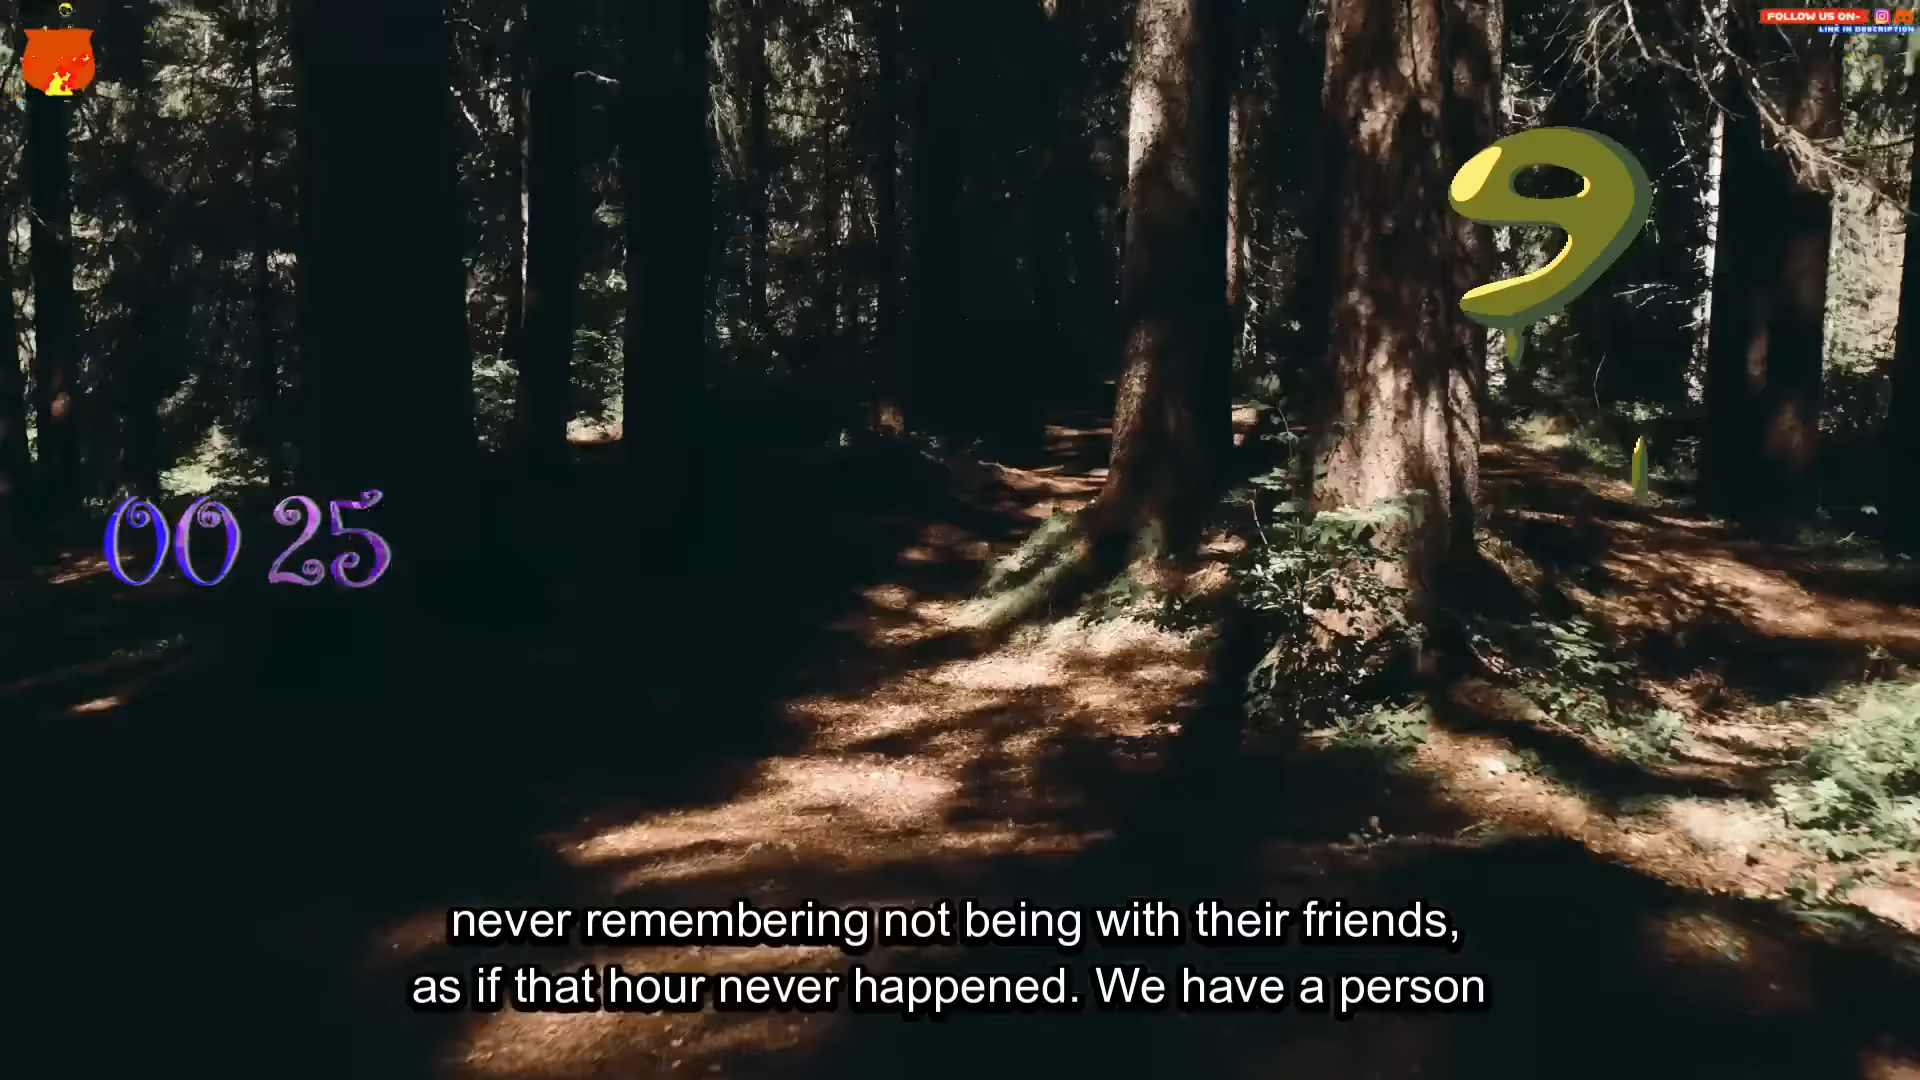 FOLLOW US ON-
LINK IN DESCRIPTION
9
00 25
never remembering not being with their friends,
as if that hour never happened. We have a person